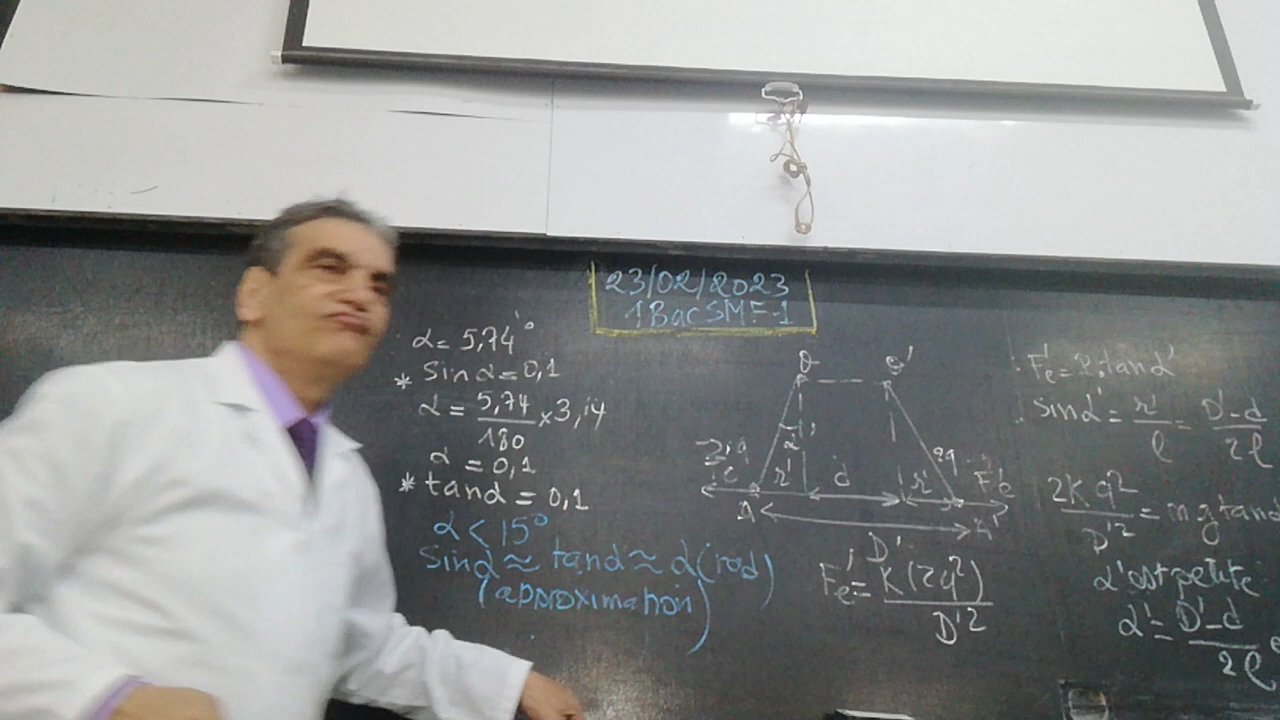 23/02/2023
1Bac SMF-1
α = 5,74°
* Sin α = 0,1
α = 5,74/180 × 3,14
α = 0,1
* tan α = 0,1
α < 15°
Sin α ≈ tan α ≈ α (rad)
(approximation)
θ θ'
α'
q 2q
F'e r' d r' F'e
A A'
D'
F'e = K(2q²)/D'²
F'e = P.tan α'
Sin α' = r'/l = D'-d/2l
2Kq²/D'² = mg tan α
α' est petite
α' = D'-d/2l